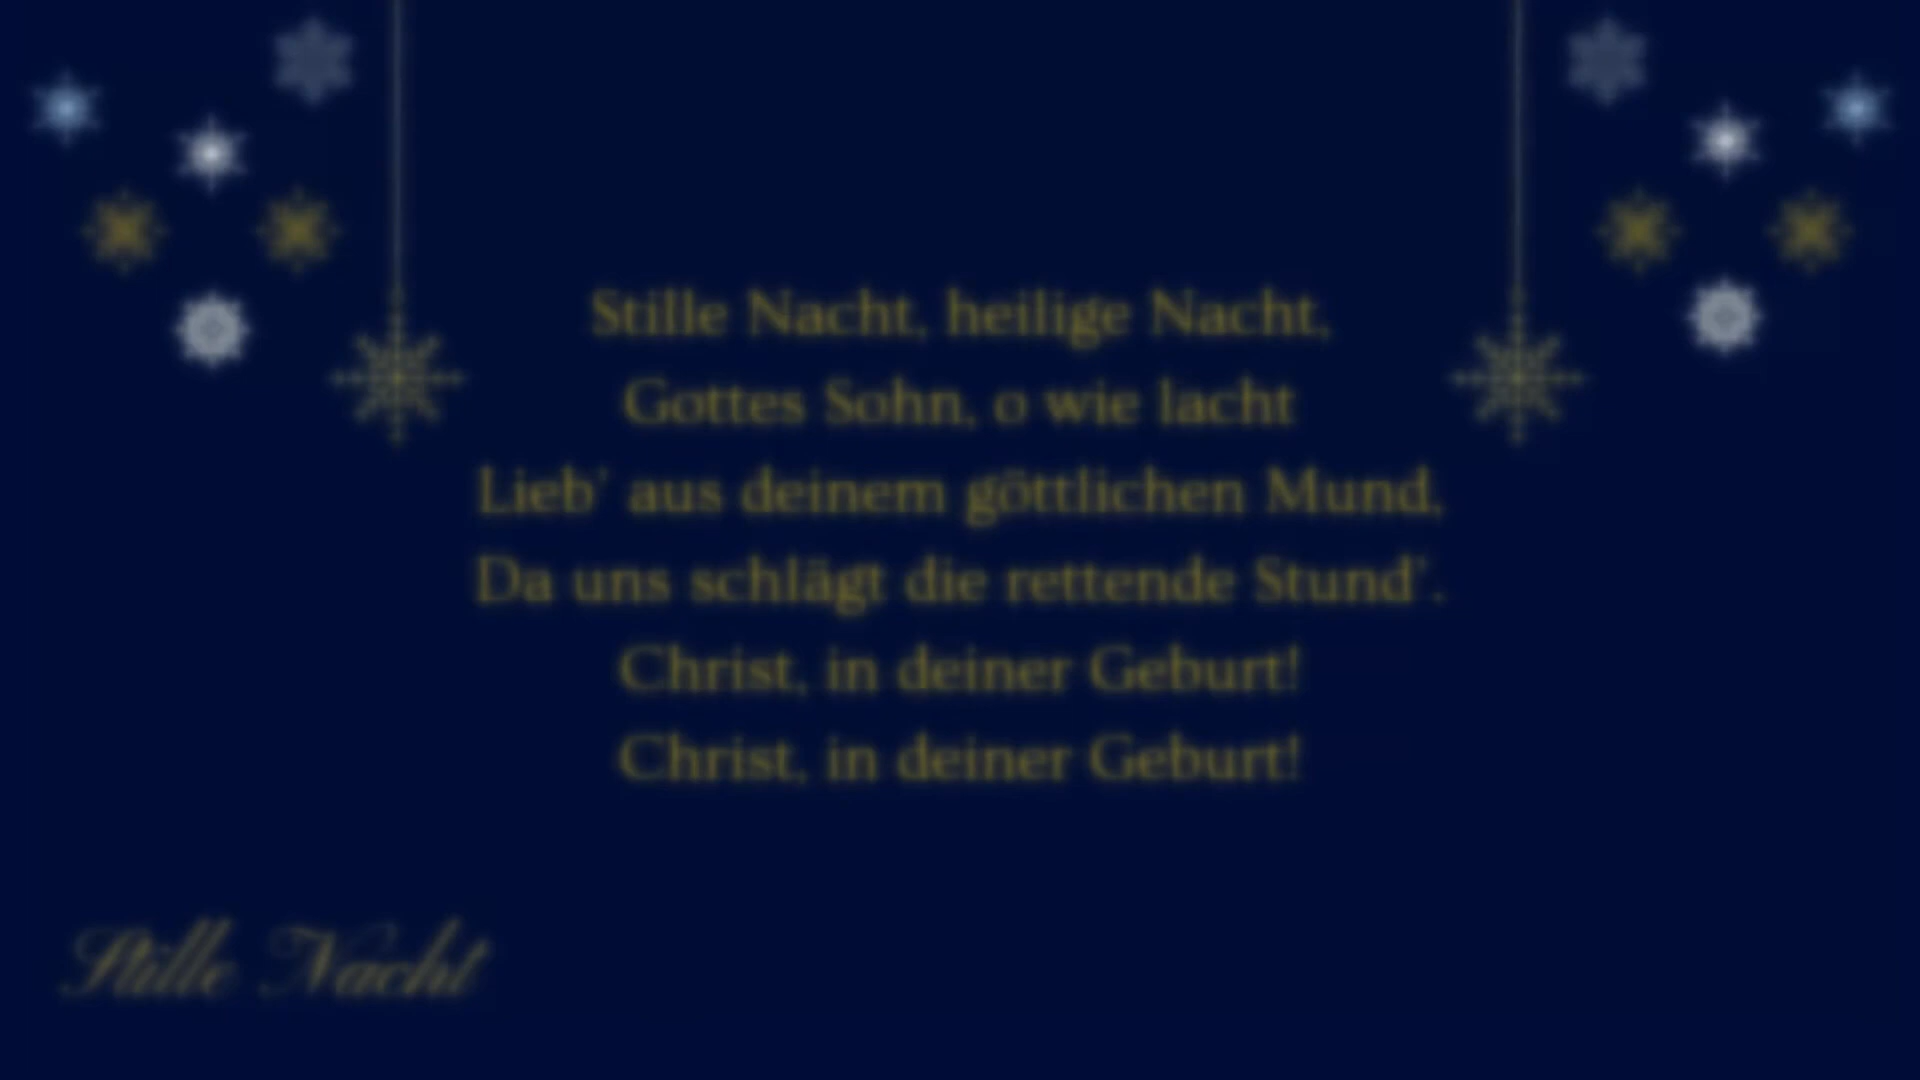 Stille Nacht, heilige Nacht,
Gottes Sohn, o wie lacht
Lieb' aus deinem göttlichen Mund,
Da uns schlägt die rettende Stund'.
Christ, in deiner Geburt!
Christ, in deiner Geburt!
Stille Nacht